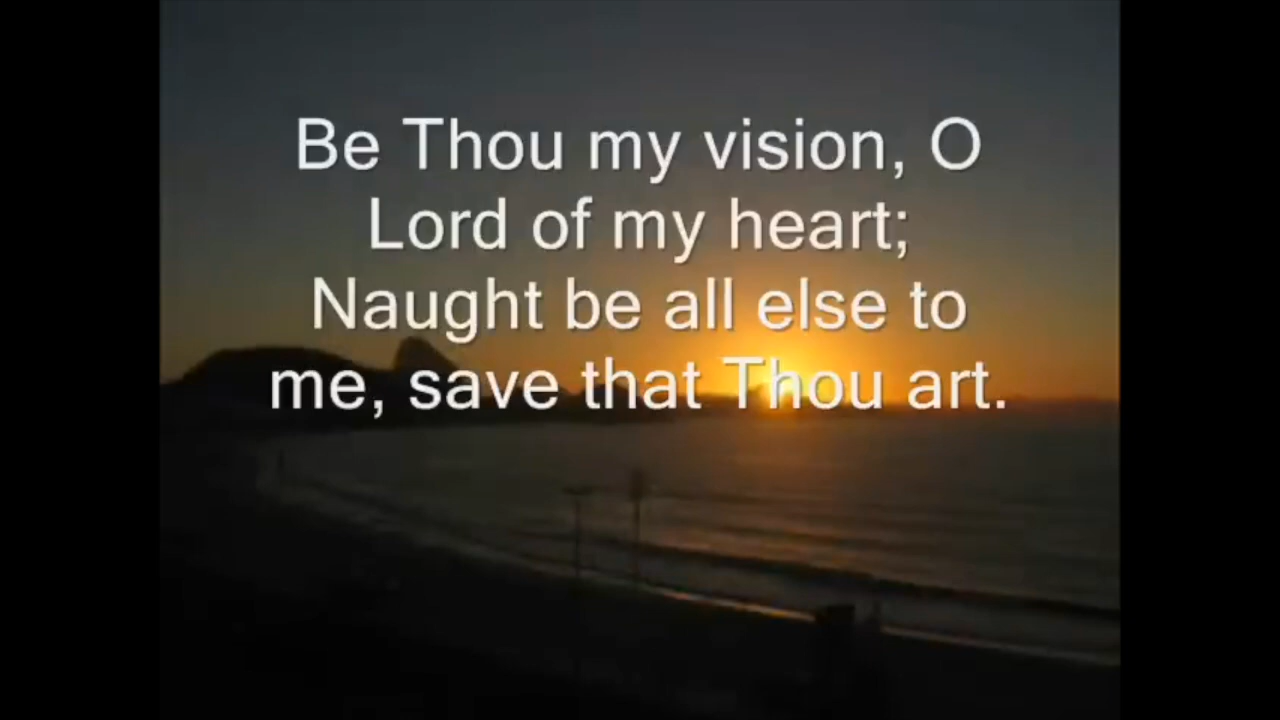 Be Thou my vision, O
Lord of my heart;
Naught be all else to
me, save that Thou art.